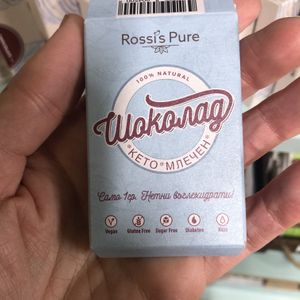 Rossi's Pure
100% NATURAL
Шоколад
КЕТО МЛЕЧЕН
Само 1гр. Нетни въглехидрати!
Vegan Gluten Free Sugar Free Diabetes Keto